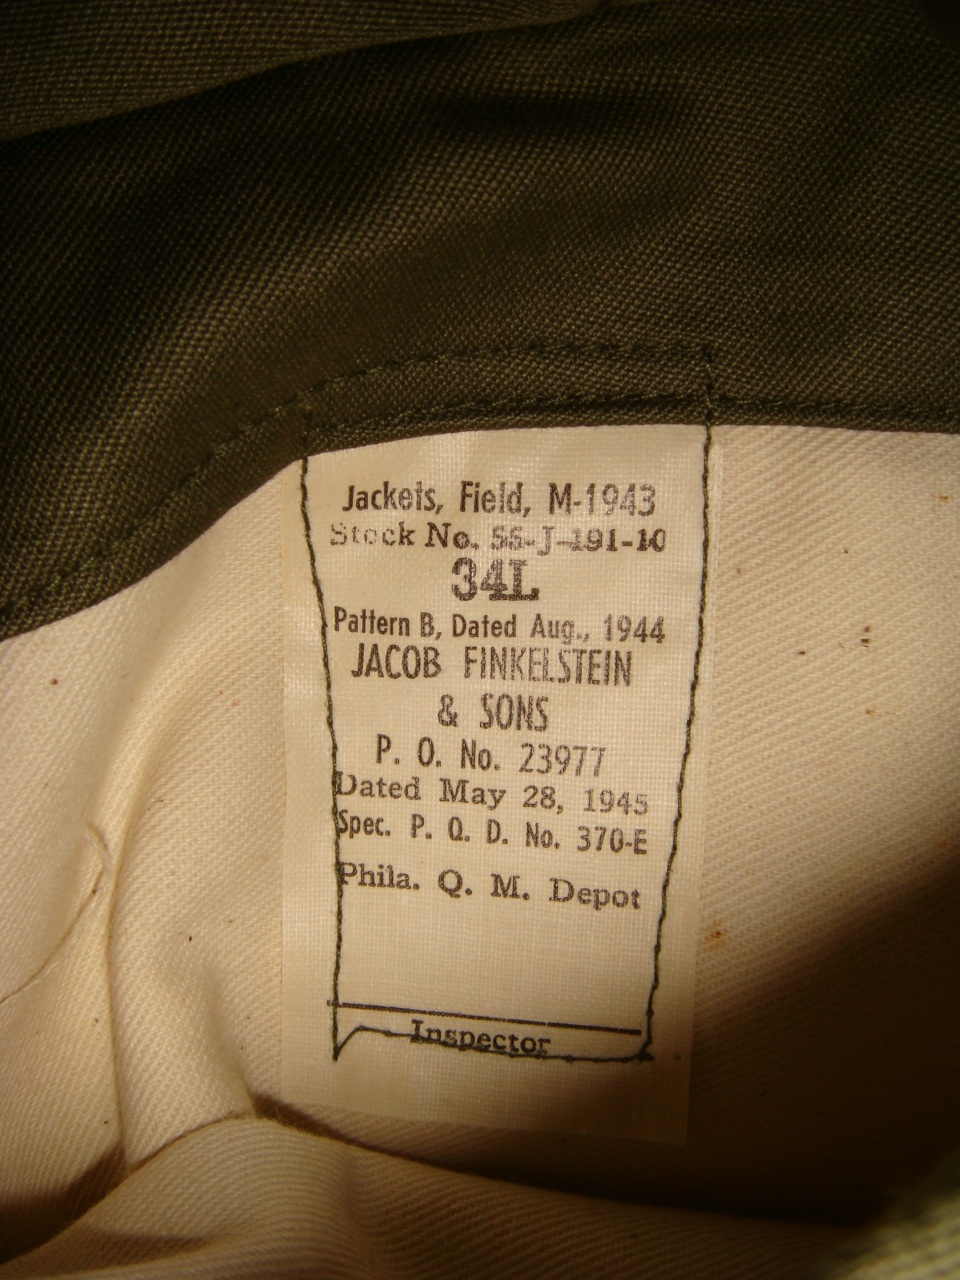 Jackets, Field, M-1943
Stock No. 55-J-191-10
34L
Pattern B, Dated Aug., 1944
JACOB FINKELSTEIN
& SONS
P. O. No. 23977
Dated May 28, 1945
Spec. P. Q. D. No. 370-E
Phila. Q. M. Depot
Inspector